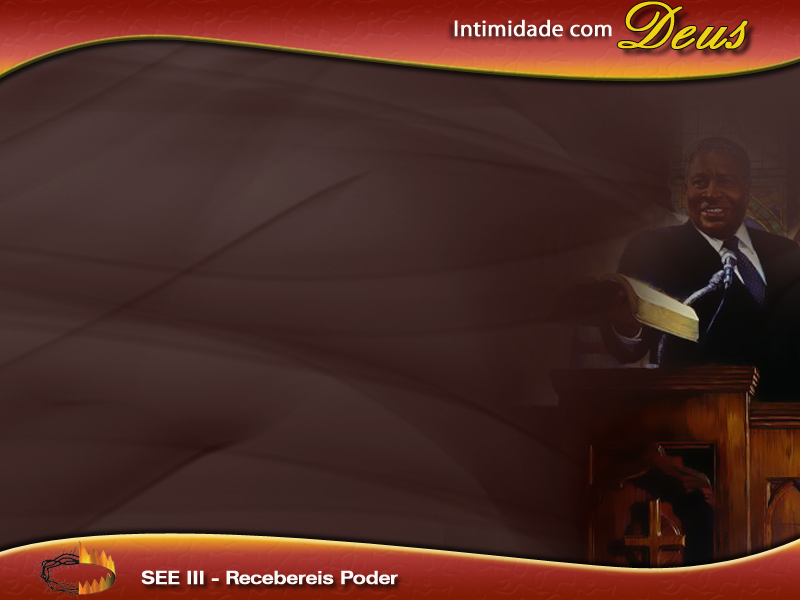 Intimidade com Deus
SEE III - Recebereis Poder